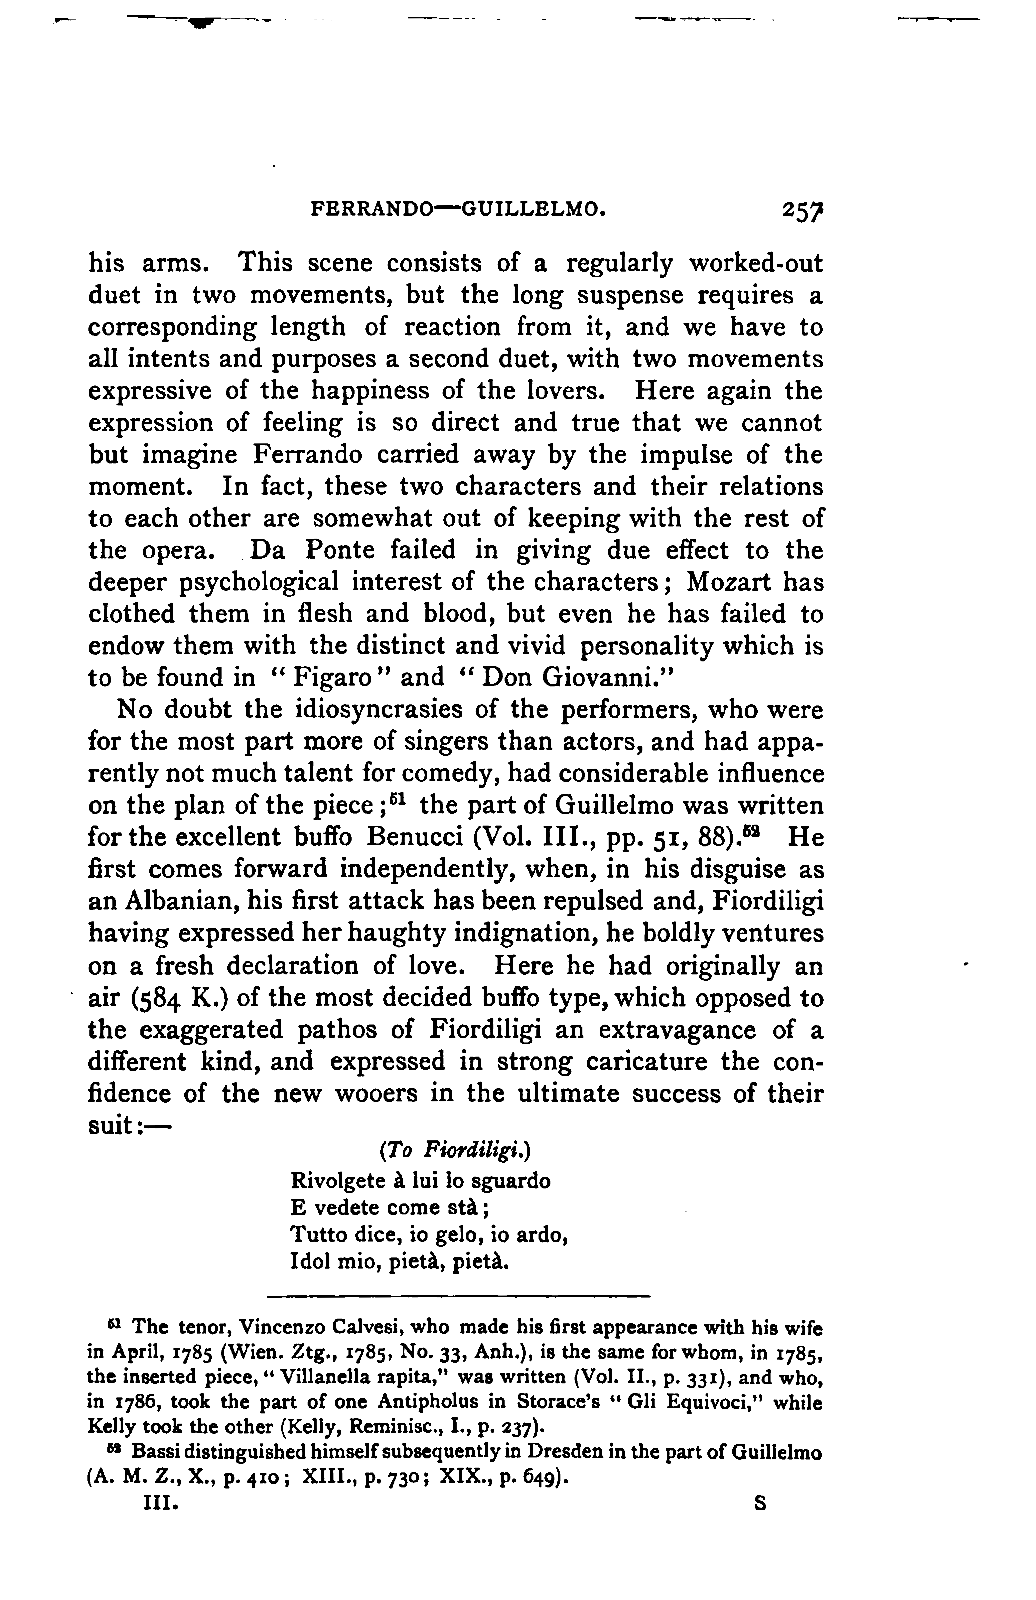 FERRANDO—GUILLELMO. 257
his arms. This scene consists of a regularly worked-out
duet in two movements, but the long suspense requires a
corresponding length of reaction from it, and we have to
all intents and purposes a second duet, with two movements
expressive of the happiness of the lovers. Here again the
expression of feeling is so direct and true that we cannot
but imagine Ferrando carried away by the impulse of the
moment. In fact, these two characters and their relations
to each other are somewhat out of keeping with the rest of
the opera. Da Ponte failed in giving due effect to the
deeper psychological interest of the characters; Mozart has
clothed them in flesh and blood, but even he has failed to
endow them with the distinct and vivid personality which is
to be found in "Figaro" and "Don Giovanni."
No doubt the idiosyncrasies of the performers, who were
for the most part more of singers than actors, and had appa-
rently not much talent for comedy, had considerable influence
on the plan of the piece;⁵¹ the part of Guillelmo was written
for the excellent buffo Benucci (Vol. III., pp. 51, 88).⁵² He
first comes forward independently, when, in his disguise as
an Albanian, his first attack has been repulsed and, Fiordiligi
having expressed her haughty indignation, he boldly ventures
on a fresh declaration of love. Here he had originally an
air (584 K.) of the most decided buffo type, which opposed to
the exaggerated pathos of Fiordiligi an extravagance of a
different kind, and expressed in strong caricature the con-
fidence of the new wooers in the ultimate success of their
suit:—
(To Fiordiligi.)
Rivolgete à lui lo sguardo
E vedete come stà;
Tutto dice, io gelo, io ardo,
Idol mio, pietà, pietà.
⁵¹ The tenor, Vincenzo Calvesi, who made his first appearance with his wife
in April, 1785 (Wien. Ztg., 1785, No. 33, Anh.), is the same for whom, in 1785,
the inserted piece, "Villanella rapita," was written (Vol. II., p. 331), and who,
in 1786, took the part of one Antipholus in Storace's "Gli Equivoci," while
Kelly took the other (Kelly, Reminisc., I., p. 237).
⁵² Bassi distinguished himself subsequently in Dresden in the part of Guillelmo
(A. M. Z., X., p. 410; XIII., p. 730; XIX., p. 649).
III. S